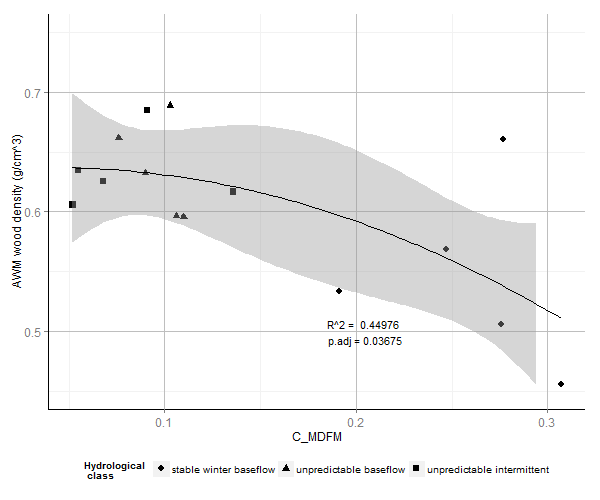 AWM wood density (g/cm^3)
0.7
0.6
0.5
R^2 = 0.44976
p.adj = 0.03675
0.1
0.2
0.3
C_MDFM
Hydrological
class
stable winter baseflow
unpredictable baseflow
unpredictable intermittent